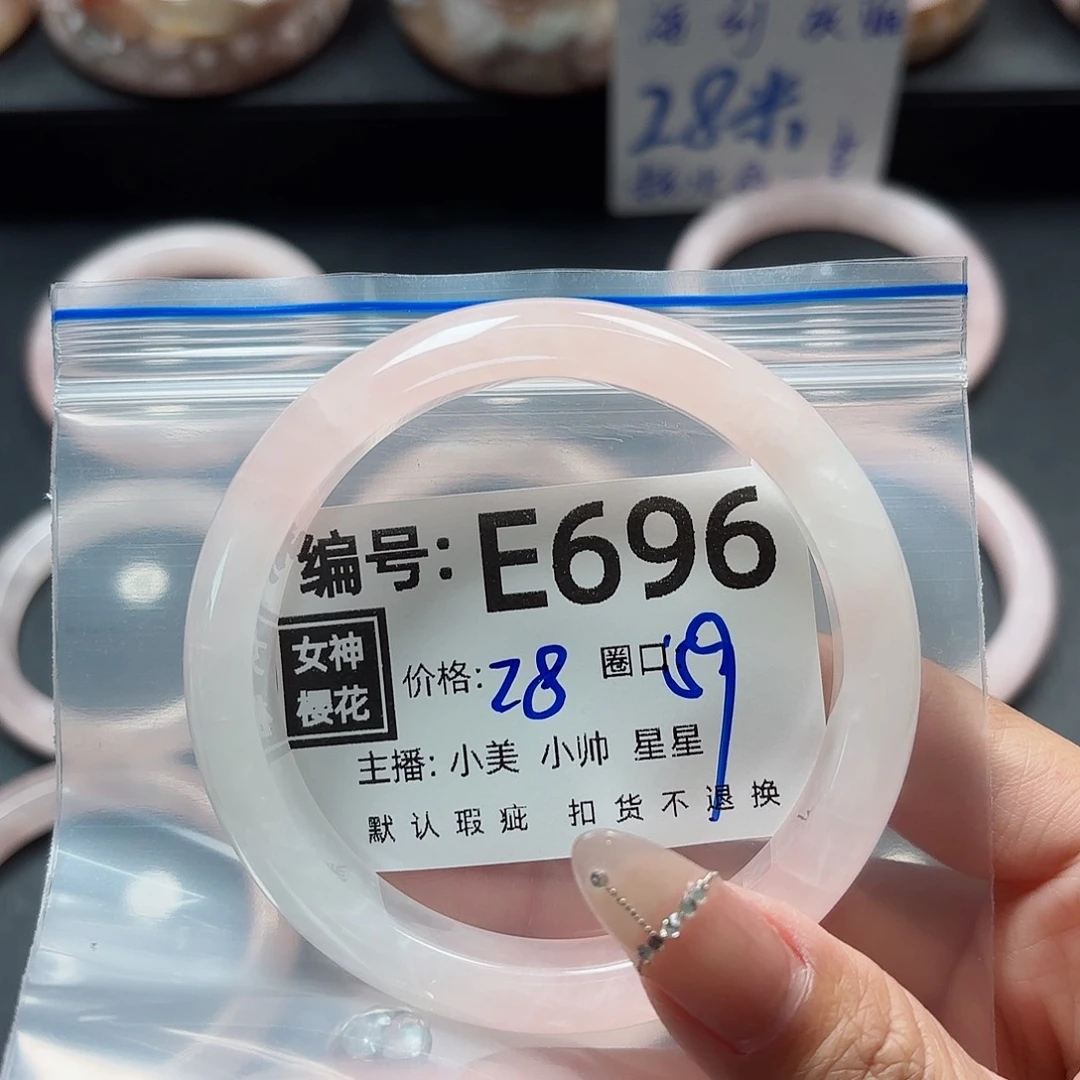 28米
编号: E696
女神
樱花
价格:28 圈口59
主播: 小美 小帅 星星
默认瑕疵 扣货不退换